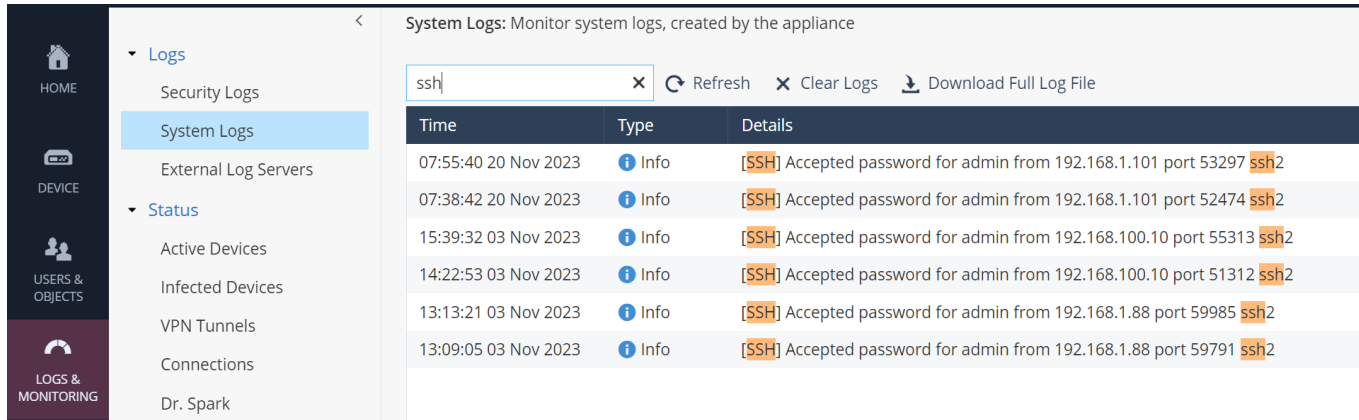 HOME
DEVICE
USERS &
OBJECTS
LOGS &
MONITORING
Logs
Security Logs
System Logs
External Log Servers
Status
Active Devices
Infected Devices
VPN Tunnels
Connections
Dr. Spark
System Logs: Monitor system logs, created by the appliance
ssh Refresh Clear Logs Download Full Log File
Time Type Details
07:55:40 20 Nov 2023 Info [SSH] Accepted password for admin from 192.168.1.101 port 53297 ssh2
07:38:42 20 Nov 2023 Info [SSH] Accepted password for admin from 192.168.1.101 port 52474 ssh2
15:39:32 03 Nov 2023 Info [SSH] Accepted password for admin from 192.168.100.10 port 55313 ssh2
14:22:53 03 Nov 2023 Info [SSH] Accepted password for admin from 192.168.100.10 port 51312 ssh2
13:13:21 03 Nov 2023 Info [SSH] Accepted password for admin from 192.168.1.88 port 59985 ssh2
13:09:05 03 Nov 2023 Info [SSH] Accepted password for admin from 192.168.1.88 port 59791 ssh2